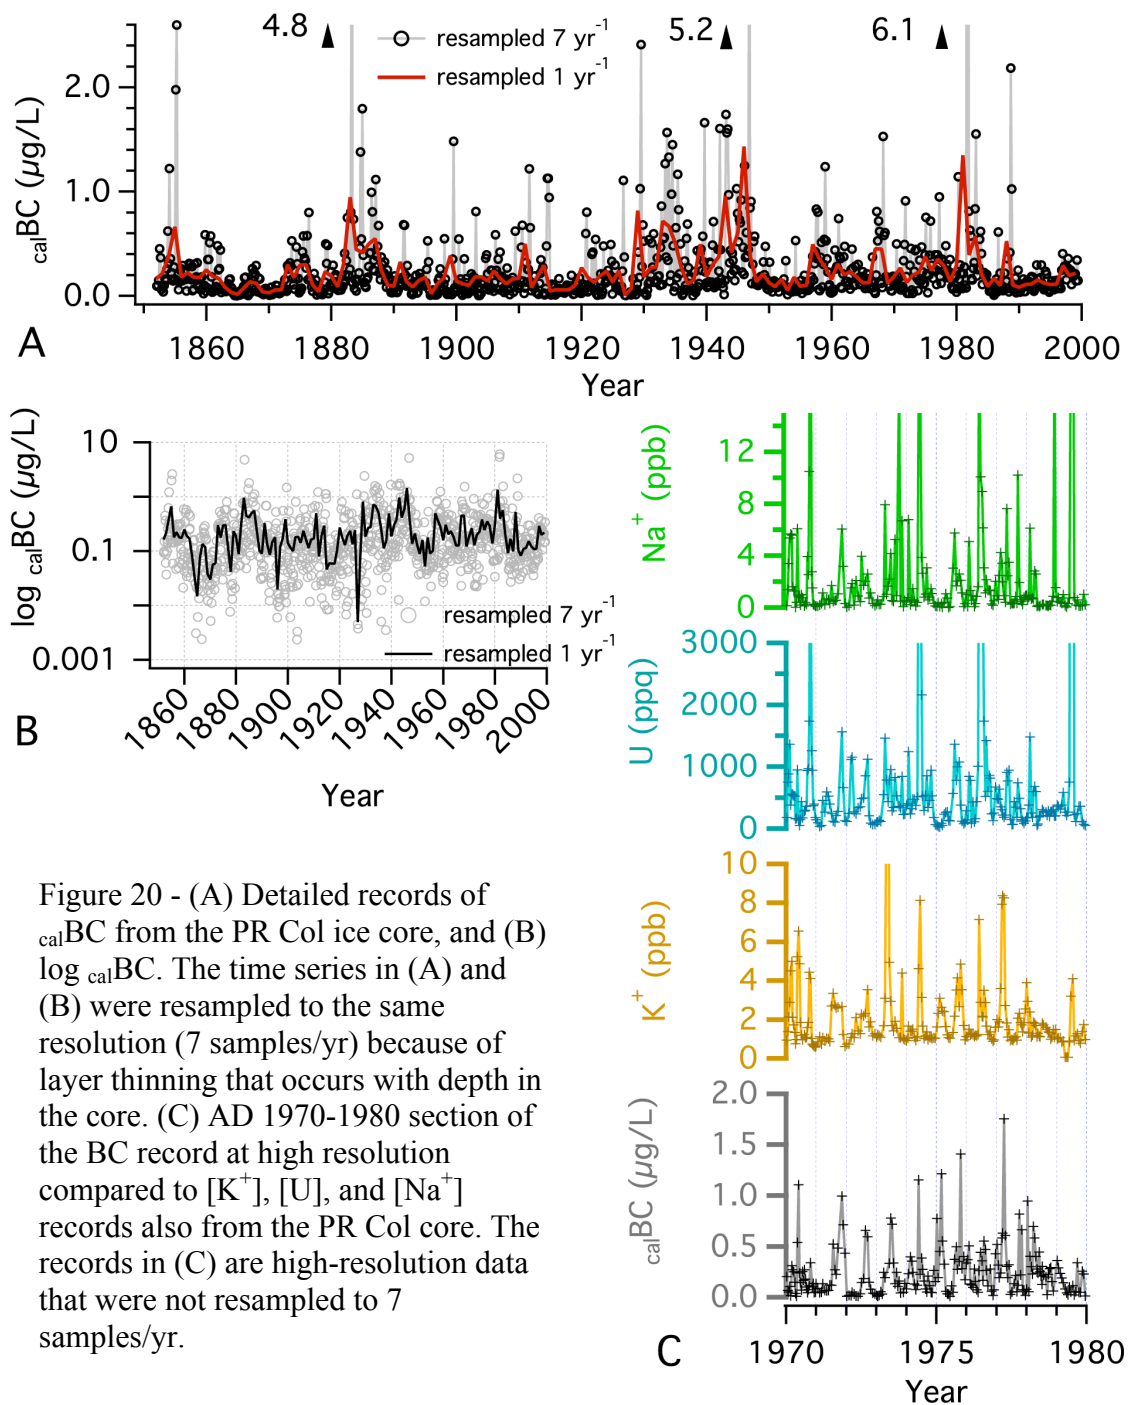 4.8
5.2
6.1
resampled 7 yr⁻¹
resampled 1 yr⁻¹
calBC (µg/L)
2.0
1.0
0.0
1860 1880 1900 1920 1940 1960 1980 2000
Year
A
log calBC (µg/L)
10
0.1
0.001
resampled 7 yr⁻¹
resampled 1 yr⁻¹
1860 1880 1900 1920 1940 1960 1980 2000
Year
B
Na⁺ (ppb)
12
8
4
0
U (ppq)
3000
2000
1000
0
K⁺ (ppb)
10
8
6
4
2
0
calBC (µg/L)
2.0
1.5
1.0
0.5
0.0
1970 1975 1980
Year
C
Figure 20 - (A) Detailed records of
calBC from the PR Col ice core, and (B)
log calBC. The time series in (A) and
(B) were resampled to the same
resolution (7 samples/yr) because of
layer thinning that occurs with depth in
the core. (C) AD 1970-1980 section of
the BC record at high resolution
compared to [K⁺], [U], and [Na⁺]
records also from the PR Col core. The
records in (C) are high-resolution data
that were not resampled to 7
samples/yr.